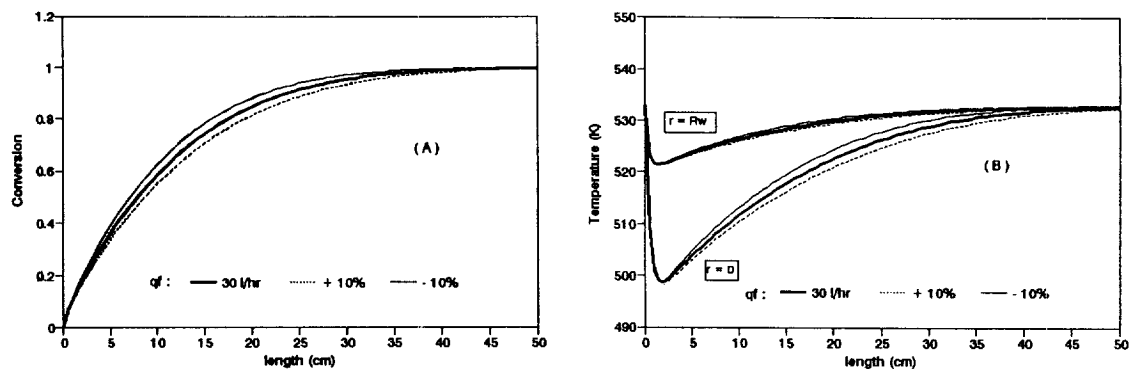 1.2
1
0.8
0.6
0.4
0.2
0
Conversion
(A)
qf : 30 l/hr + 10% - 10%
0 5 10 15 20 25 30 35 40 45 50
length (cm)
550
540
530
520
510
500
490
Temperature (K)
r = Rw
(B)
r = 0
qf : 30 l/hr + 10% - 10%
0 5 10 15 20 25 30 35 40 45 50
length (cm)